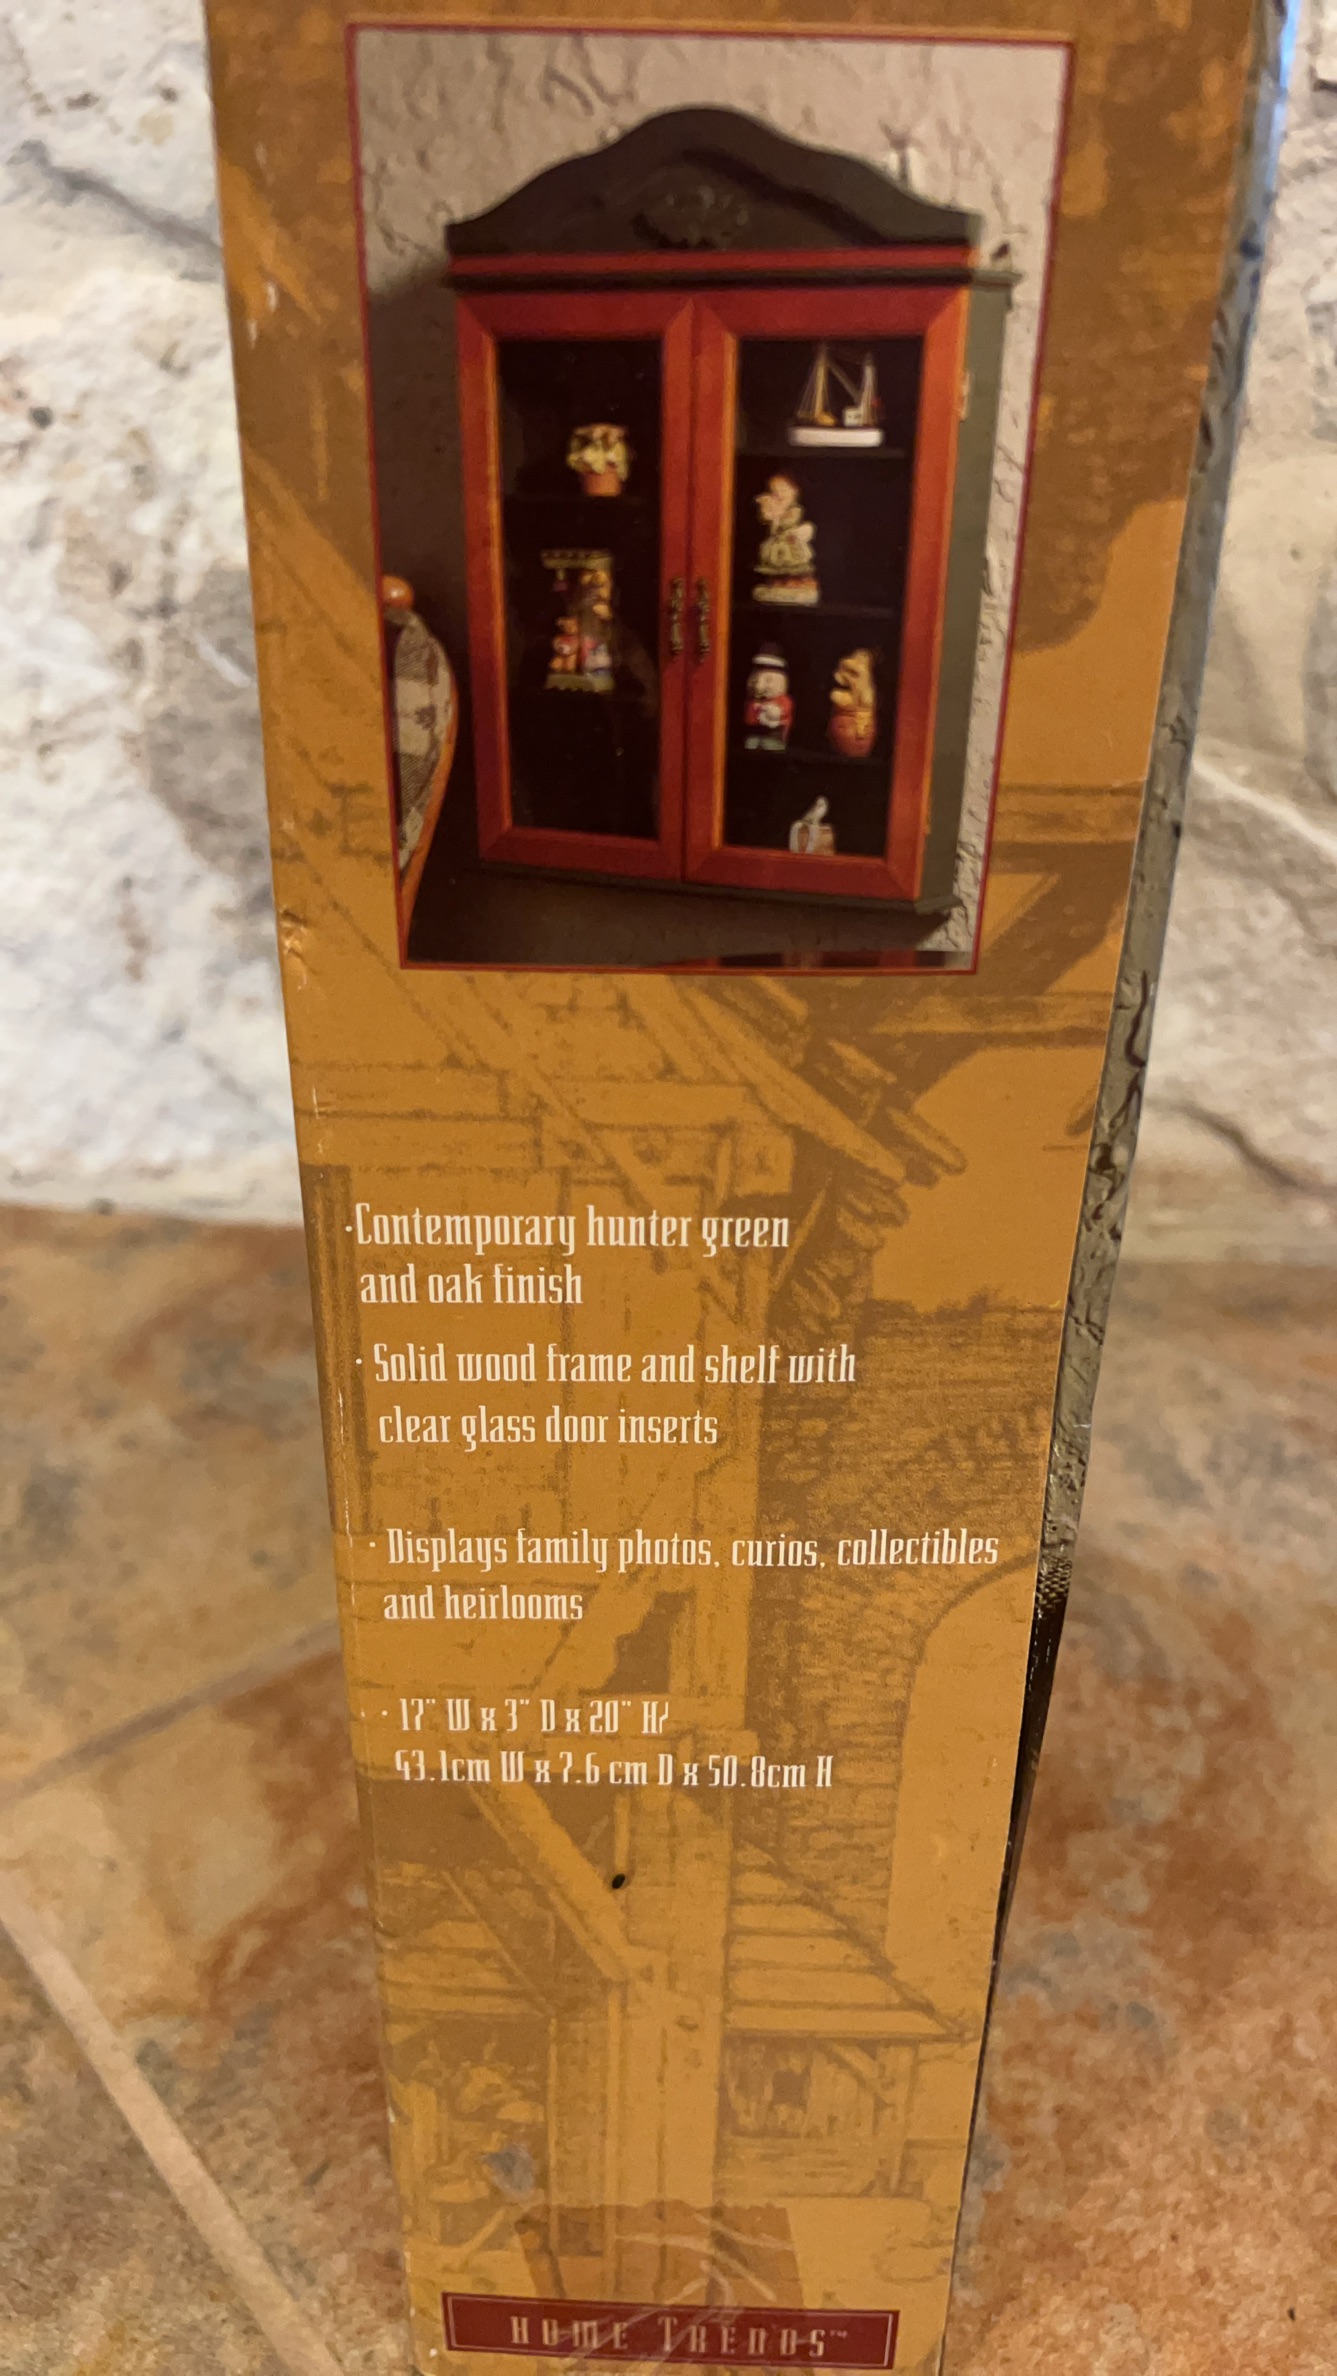 ·Contemporary hunter green
and oak finish
· Solid wood frame and shelf with
clear glass door inserts
· Displays family photos, curios, collectibles
and heirlooms
· 17" W x 3" D x 20" H/
43.1cm W x 7.6 cm D x 50.8cm H
HOME TRENDS™